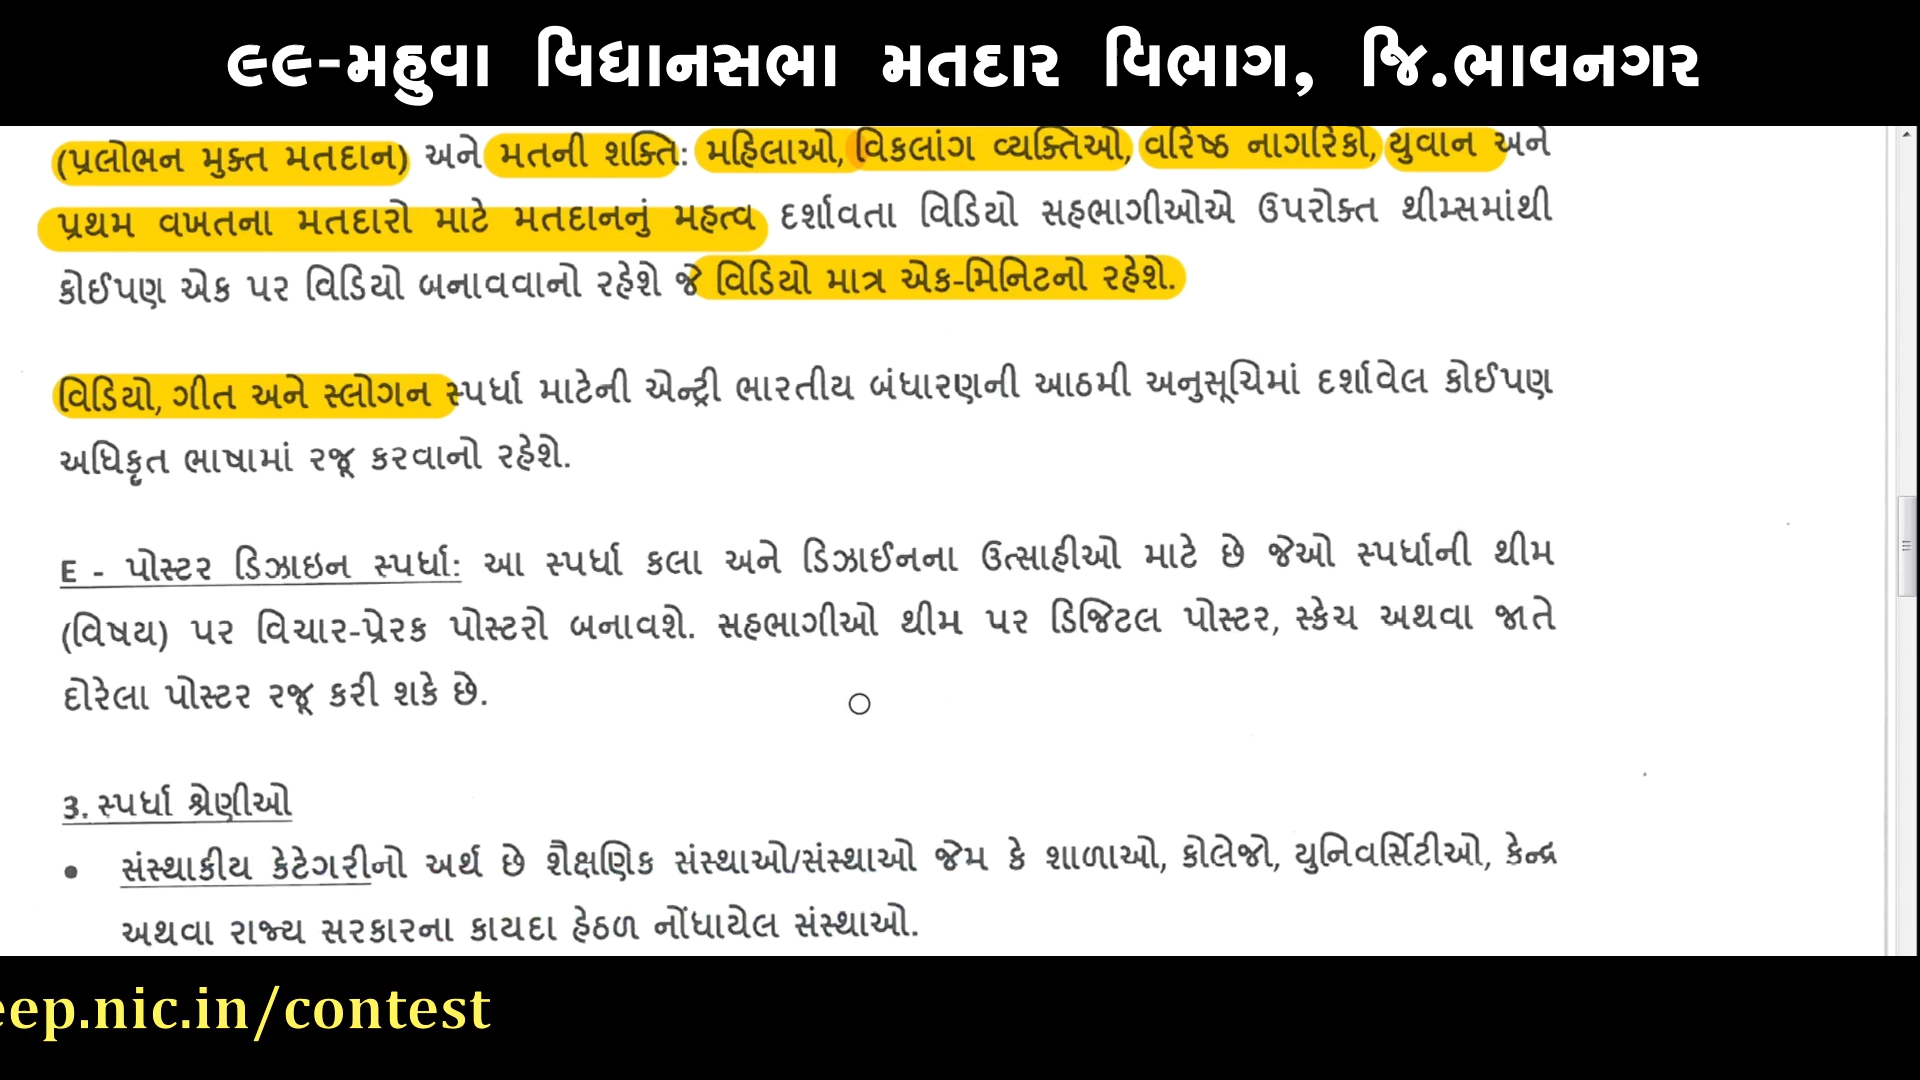 ૯૯-મહુવા વિધાનસભા મતદાર વિભાગ, જિ.ભાવનગર
(પ્રલોભન મુક્ત મતદાન) અને મતની શક્તિ: મહિલાઓ, વિકલાંગ વ્યક્તિઓ, વરિષ્ઠ નાગરિકો, યુવાન અને
પ્રથમ વખતના મતદારો માટે મતદાનનું મહત્વ દર્શાવતા વિડિયો સહભાગીઓએ ઉપરોક્ત થીમ્સમાંથી
કોઈપણ એક પર વિડિયો બનાવવાનો રહેશે જે વિડિયો માત્ર એક-મિનિટનો રહેશે.
વિડિયો, ગીત અને સ્લોગન સ્પર્ધા માટેની એન્ટ્રી ભારતીય બંધારણની આઠમી અનુસૂચિમાં દર્શાવેલ કોઈપણ
અધિકૃત ભાષામાં રજૂ કરવાનો રહેશે.
E - પોસ્ટર ડિઝાઇન સ્પર્ધા: આ સ્પર્ધા કલા અને ડિઝાઈનના ઉત્સાહીઓ માટે છે જેઓ સ્પર્ધાની થીમ
(વિષય) પર વિચાર-પ્રેરક પોસ્ટરો બનાવશે. સહભાગીઓ થીમ પર ડિજિટલ પોસ્ટર, સ્કેચ અથવા જાતે
દોરેલા પોસ્ટર રજૂ કરી શકે છે.
3. સ્પર્ધા શ્રેણીઓ
• સંસ્થાકીય કેટેગરીનો અર્થ છે શૈક્ષણિક સંસ્થાઓ/સંસ્થાઓ જેમ કે શાળાઓ, કોલેજો, યુનિવર્સિટીઓ, કેન્દ્ર
અથવા રાજ્ય સરકારના કાયદા હેઠળ નોંધાયેલ સંસ્થાઓ.
eep.nic.in/contest